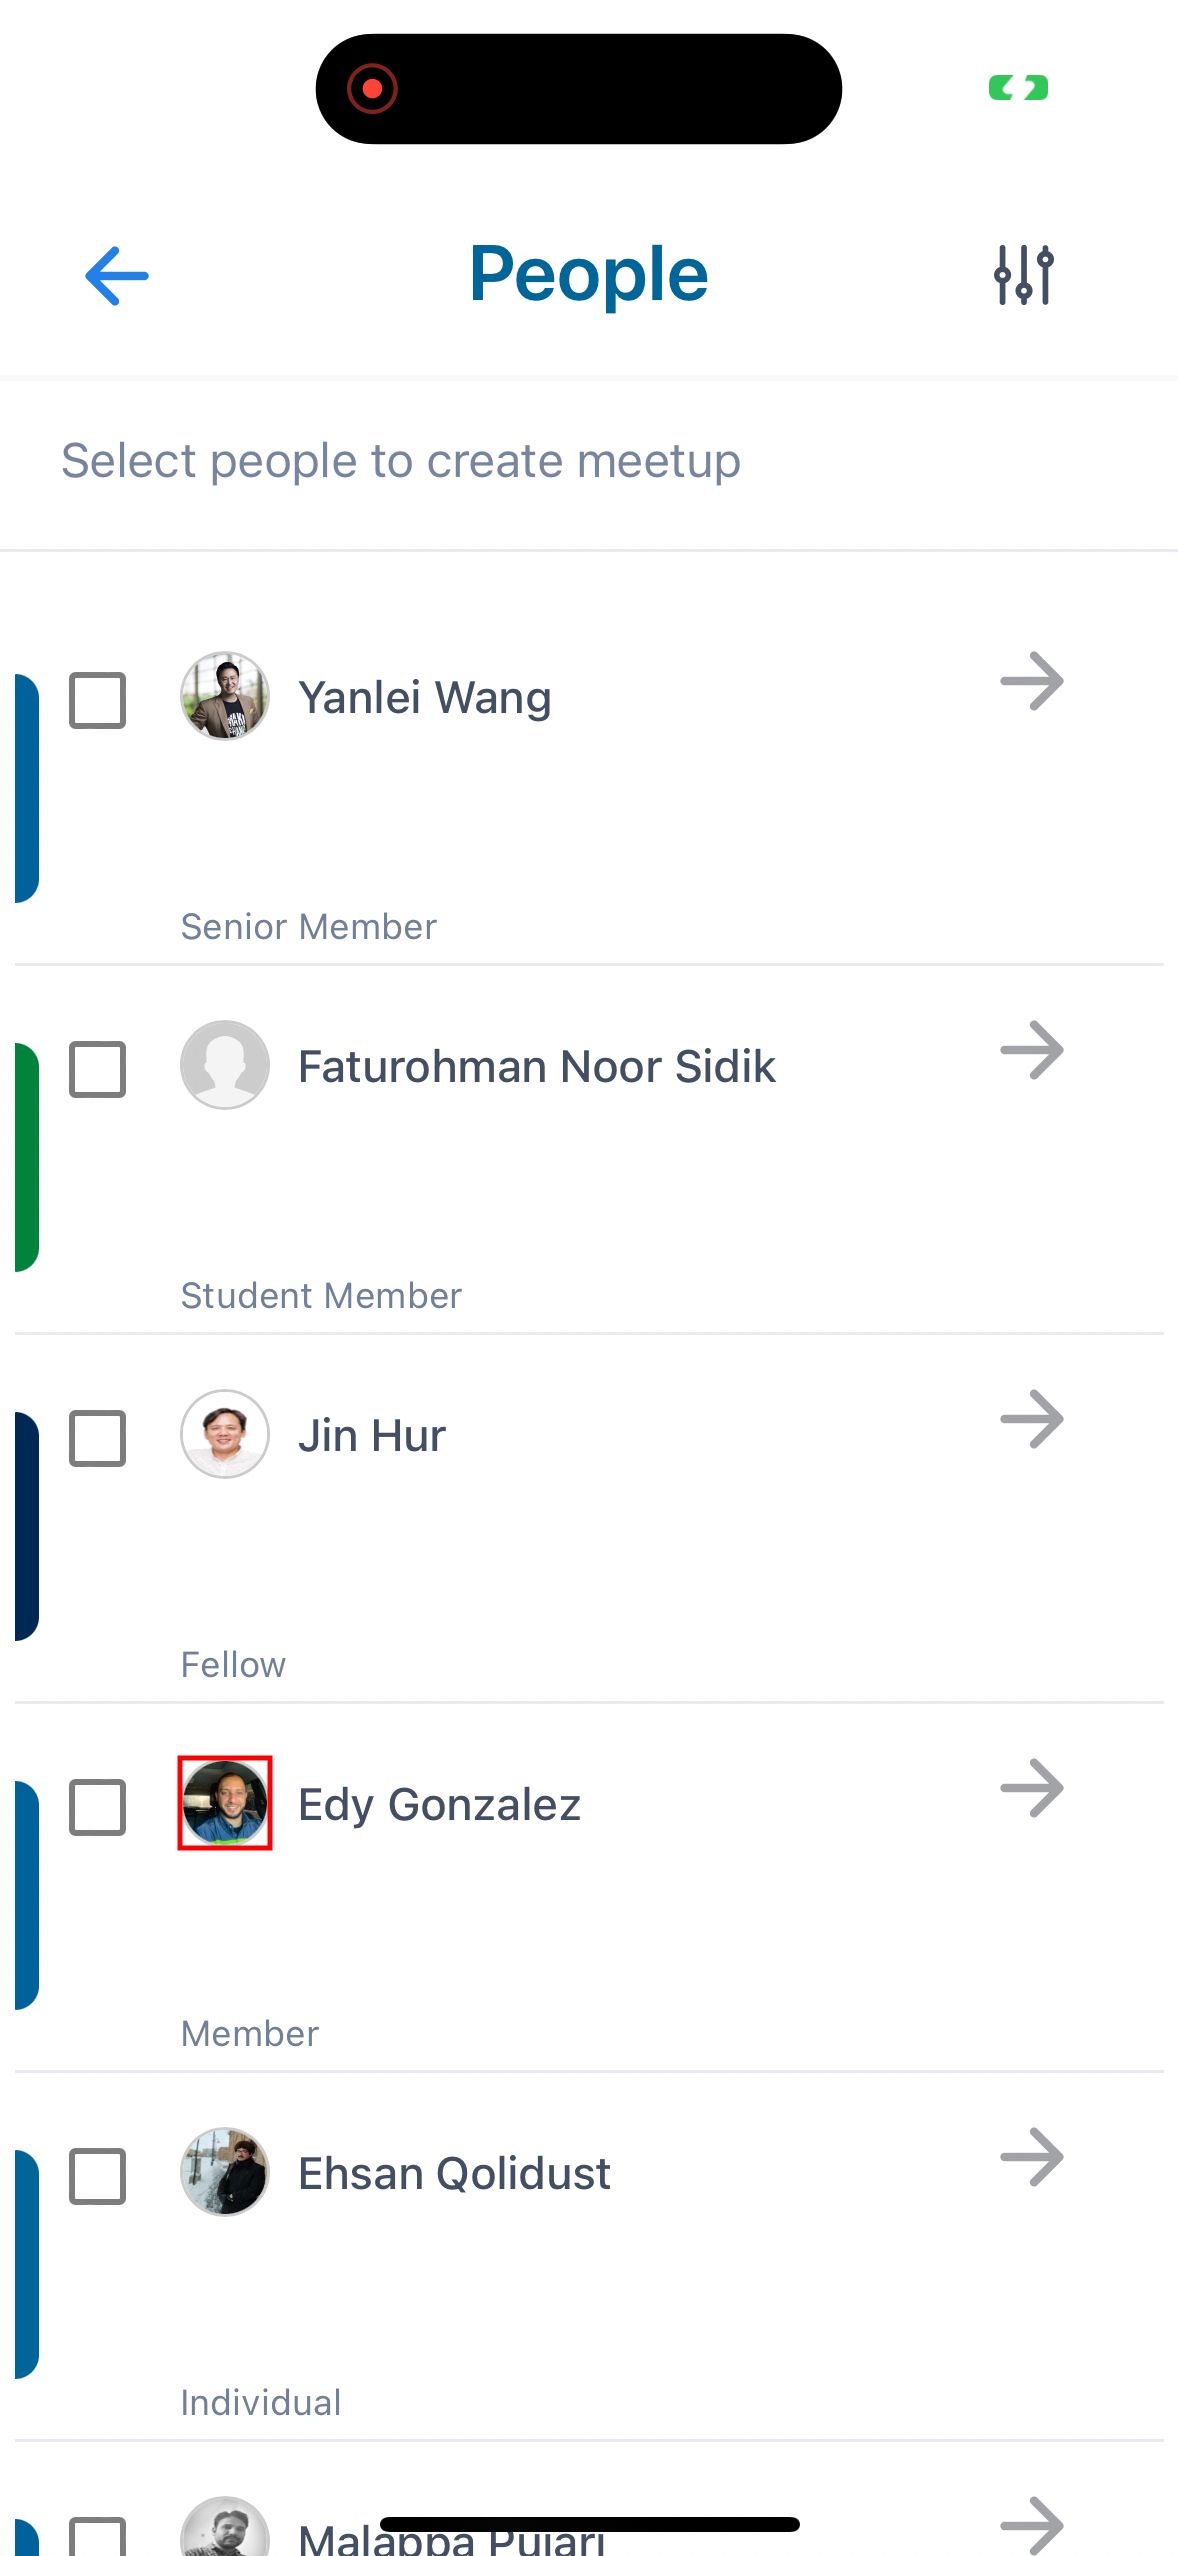 People
Select people to create meetup
Yanlei Wang
Senior Member
Faturohman Noor Sidik
Student Member
Jin Hur
Fellow
Edy Gonzalez
Member
Ehsan Qolidust
Individual
Malappa Pujari